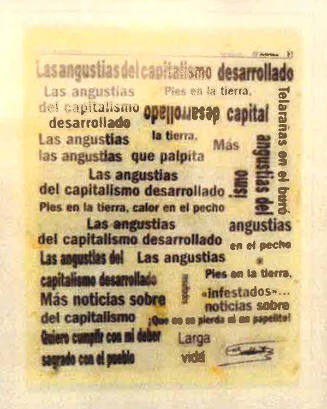 Las angustias del capitalismo desarrollado
Las angustias
Pies en la tierra,
del capitalismo
desarrollado
capital
desarrollado
Las angustias
la tierra.
Más
las angustias que palpita
Las angustias
del capitalismo desarrollado
ismo
angustias del
Telarañas en el buró
Pies en la tierra, calor en el pecho
Las angustias
angustias
del capitalismo desarrollado
en el pecho
Las angustias del
Las angustias
capitalismo desarrollado
Pies en la tierra,
«infestados»...
Más noticias sobre
noticias sobre
del capitalismo
¡Que no se pierda ni un papelito!
Quiero cumplir con mi deber
Larga
sagrado con el pueblo
vida